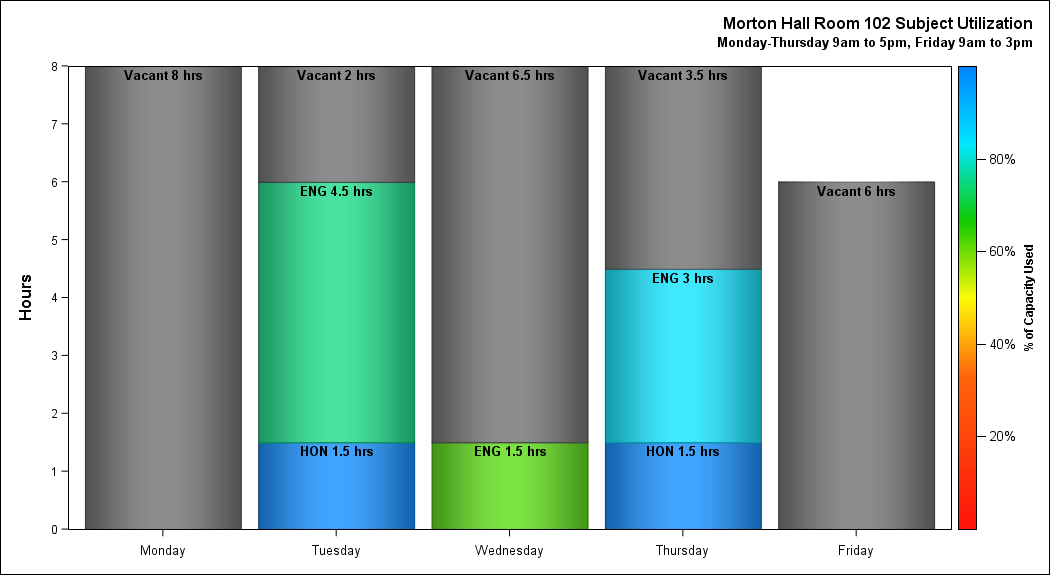 Morton Hall Room 102 Subject Utilization
Monday-Thursday 9am to 5pm, Friday 9am to 3pm
Hours
8
7
6
5
4
3
2
1
0
Vacant 8 hrs
Vacant 2 hrs
ENG 4.5 hrs
HON 1.5 hrs
Vacant 6.5 hrs
ENG 1.5 hrs
Vacant 3.5 hrs
ENG 3 hrs
HON 1.5 hrs
Vacant 6 hrs
Monday
Tuesday
Wednesday
Thursday
Friday
80%
60%
40%
20%
% of Capacity Used